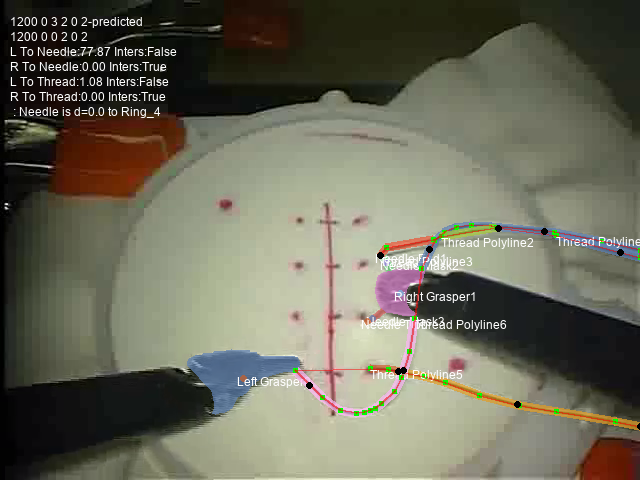 1200 0 3 2 0 2-predicted
1200 0 0 2 0 2
L To Needle:77.87 Inters:False
R To Needle:0.00 Inters:True
L To Thread:1.08 Inters:False
R To Thread:0.00 Inters:True
: Needle is d=0.0 to Ring_4
Thread Polyline2
Thread Polyline
Right Grasper1
Thread Polyline6
Left Grasper
Thread Polyline5